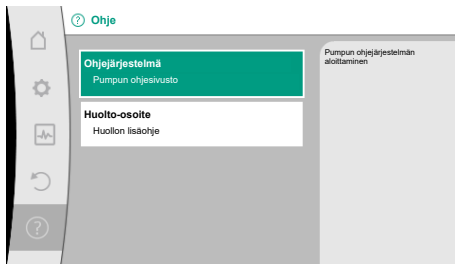 Ohje
Ohjejärjestelmä
Pumpun ohjesivusto
Huolto-osoite
Huollon lisäohje
Pumpun ohjejärjestelmän
aloittaminen